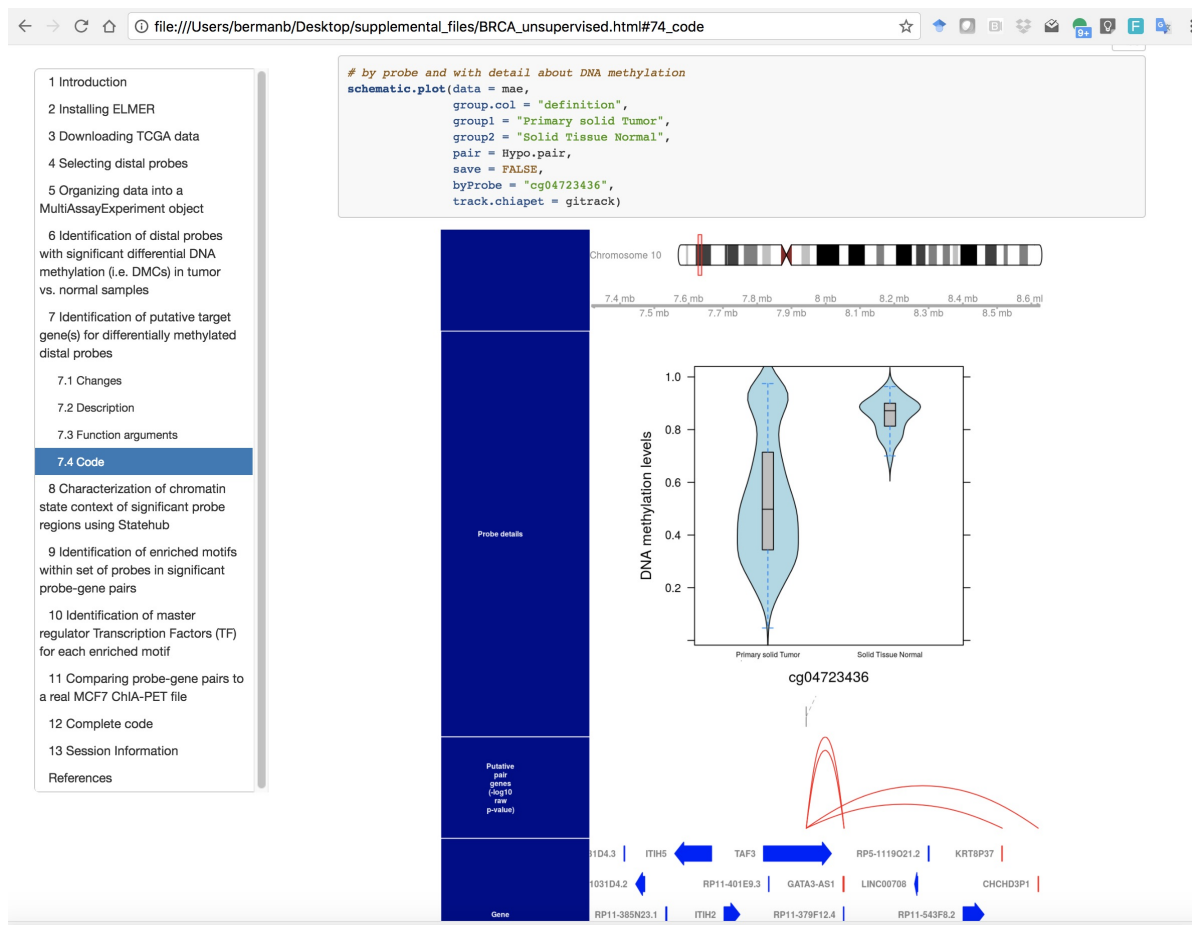 file:///Users/bermanb/Desktop/supplemental_files/BRCA_unsupervised.html#74_code
9+
1 Introduction
2 Installing ELMER
3 Downloading TCGA data
4 Selecting distal probes
5 Organizing data into a
MultiAssayExperiment object
6 Identification of distal probes
with significant differential DNA
methylation (i.e. DMCs) in tumor
vs. normal samples
7 Identification of putative target
gene(s) for differentially methylated
distal probes
7.1 Changes
7.2 Description
7.3 Function arguments
7.4 Code
8 Characterization of chromatin
state context of significant probe
regions using Statehub
9 Identification of enriched motifs
within set of probes in significant
probe-gene pairs
10 Identification of master
regulator Transcription Factors (TF)
for each enriched motif
11 Comparing probe-gene pairs to
a real MCF7 ChIA-PET file
12 Complete code
13 Session Information
References
# by probe and with detail about DNA methylation
schematic.plot(data = mae,
group.col = "definition",
group1 = "Primary solid Tumor",
group2 = "Solid Tissue Normal",
pair = Hypo.pair,
save = FALSE,
byProbe = "cg04723436",
track.chiapet = gitrack)
Chromosome 10
7.4 mb 7.6 mb 7.8 mb 8 mb 8.2 mb 8.4 mb 8.6 ml
7.5 mb 7.7 mb 7.9 mb 8.1 mb 8.3 mb 8.5 mb
Probe details
DNA methylation levels
1.0
0.8
0.6
0.4
0.2
Primary solid Tumor Solid Tissue Normal
cg04723436
Putative
pair
genes
(-log10
raw
p-value)
31D4.3 ITIH5 TAF3 RP5-1119O21.2 KRT8P37
1031D4.2 RP11-401E9.3 GATA3-AS1 LINC00708 CHCHD3P1
Gene RP11-385N23.1 ITIH2 RP11-379F12.4 RP11-543F8.2